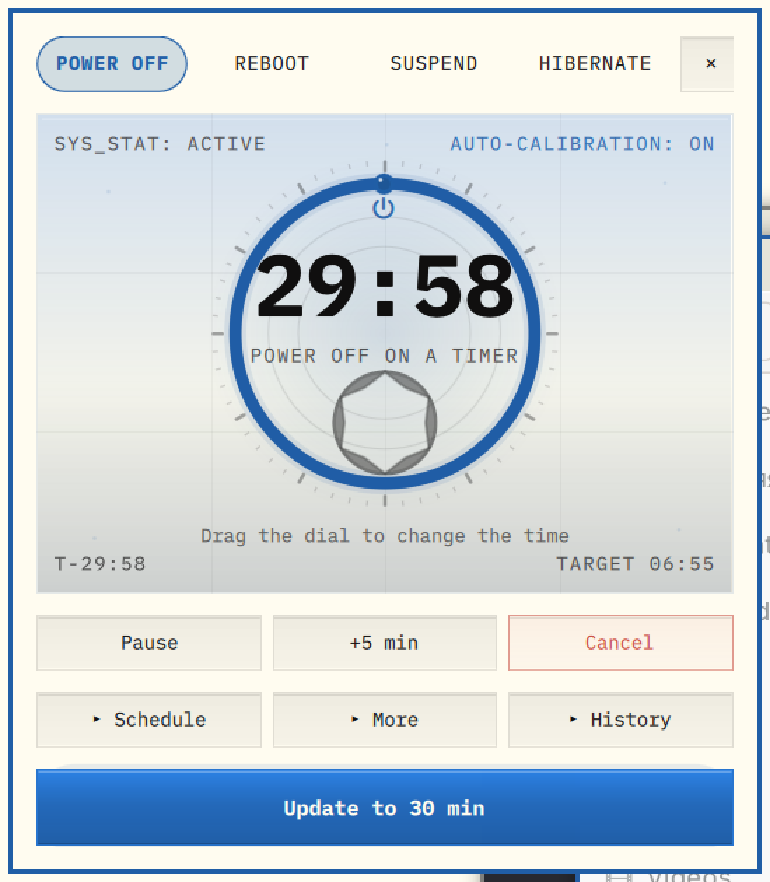 POWER OFF REBOOT SUSPEND HIBERNATE ×
SYS_STAT: ACTIVE AUTO-CALIBRATION: ON
29:58
POWER OFF ON A TIMER
Drag the dial to change the time
T-29:58 TARGET 06:55
Pause +5 min Cancel
▸ Schedule ▸ More ▸ History
Update to 30 min